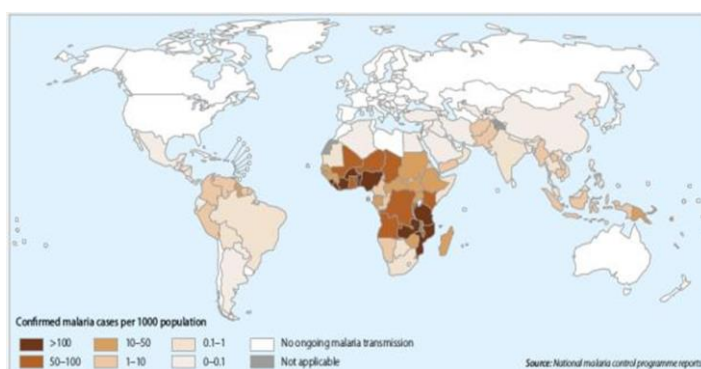 Confirmed malaria cases per 1000 population
>100
10–50
0.1–1
No ongoing malaria transmission
50–100
1–10
0–0.1
Not applicable
Source: National malaria control programme reports